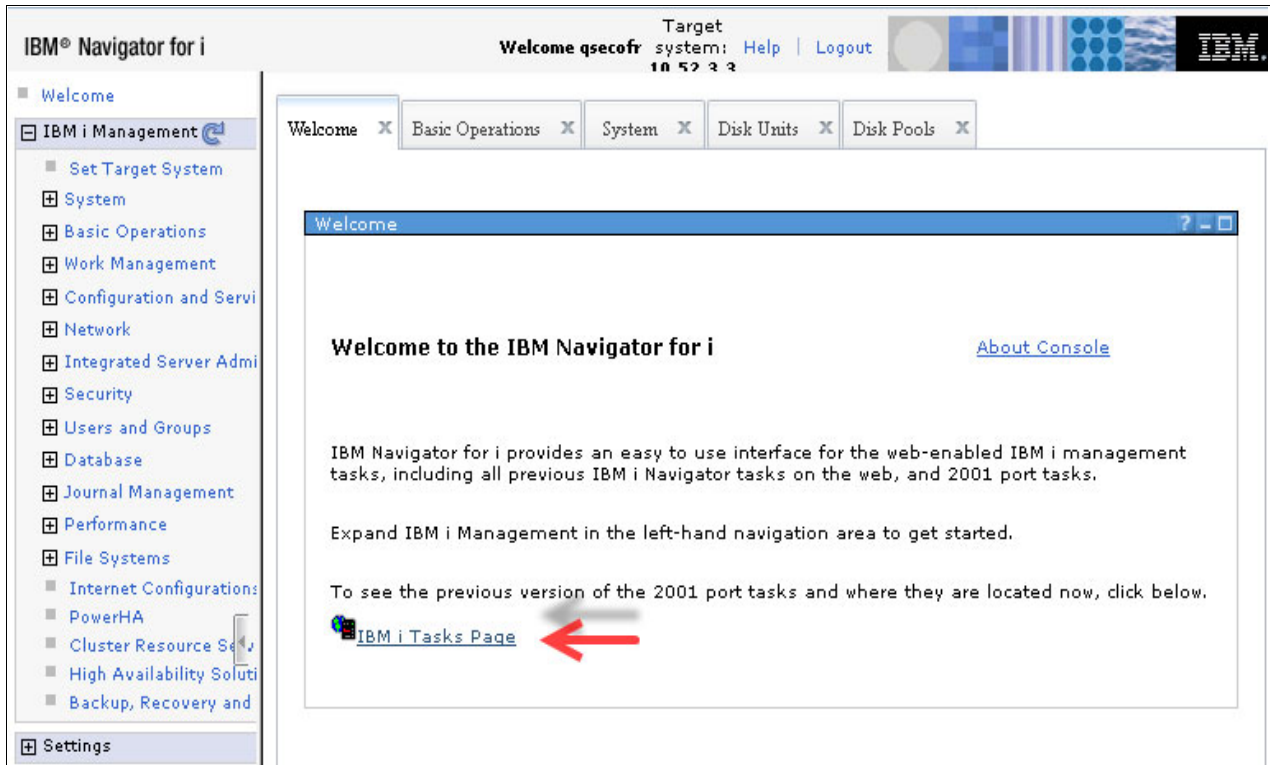 IBM® Navigator for i
Welcome qsecofr
Target
system:
10.52.3.3
Help | Logout
IBM.
Welcome
IBM i Management
Set Target System
System
Basic Operations
Work Management
Configuration and Servi
Network
Integrated Server Admi
Security
Users and Groups
Database
Journal Management
Performance
File Systems
Internet Configurations
PowerHA
Cluster Resource Se
High Availability Soluti
Backup, Recovery and
Settings
Welcome X Basic Operations X System X Disk Units X Disk Pools X
Welcome
Welcome to the IBM Navigator for i
About Console
IBM Navigator for i provides an easy to use interface for the web-enabled IBM i management
tasks, including all previous IBM i Navigator tasks on the web, and 2001 port tasks.
Expand IBM i Management in the left-hand navigation area to get started.
To see the previous version of the 2001 port tasks and where they are located now, click below.
IBM i Tasks Page